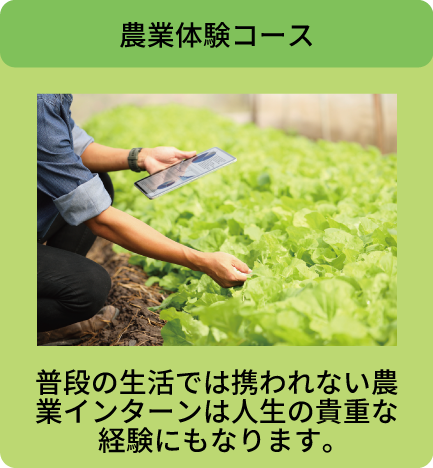 農業体験コース
普段の生活では携われない農
業インターンは人生の貴重な
経験にもなります。